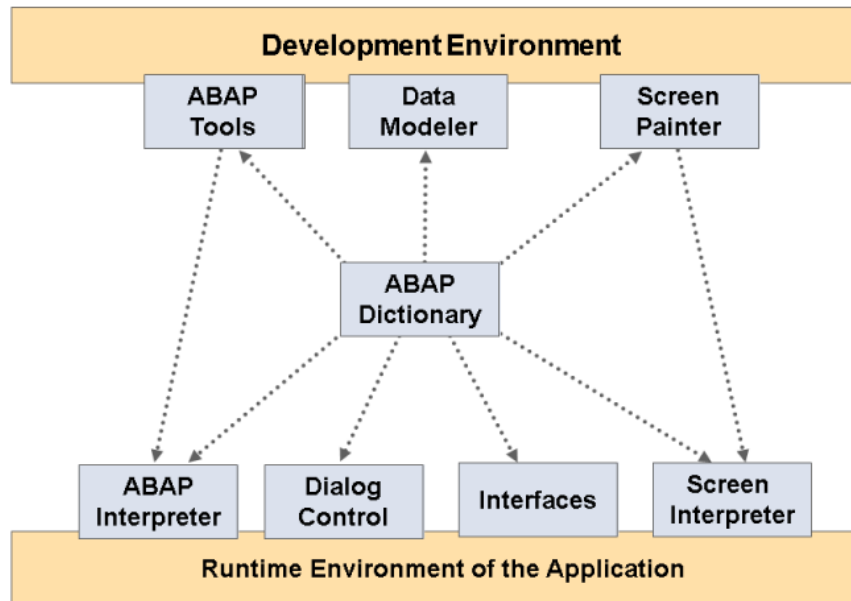 Development Environment
ABAP
Tools
Data
Modeler
Screen
Painter
ABAP
Dictionary
ABAP
Interpreter
Dialog
Control
Interfaces
Screen
Interpreter
Runtime Environment of the Application